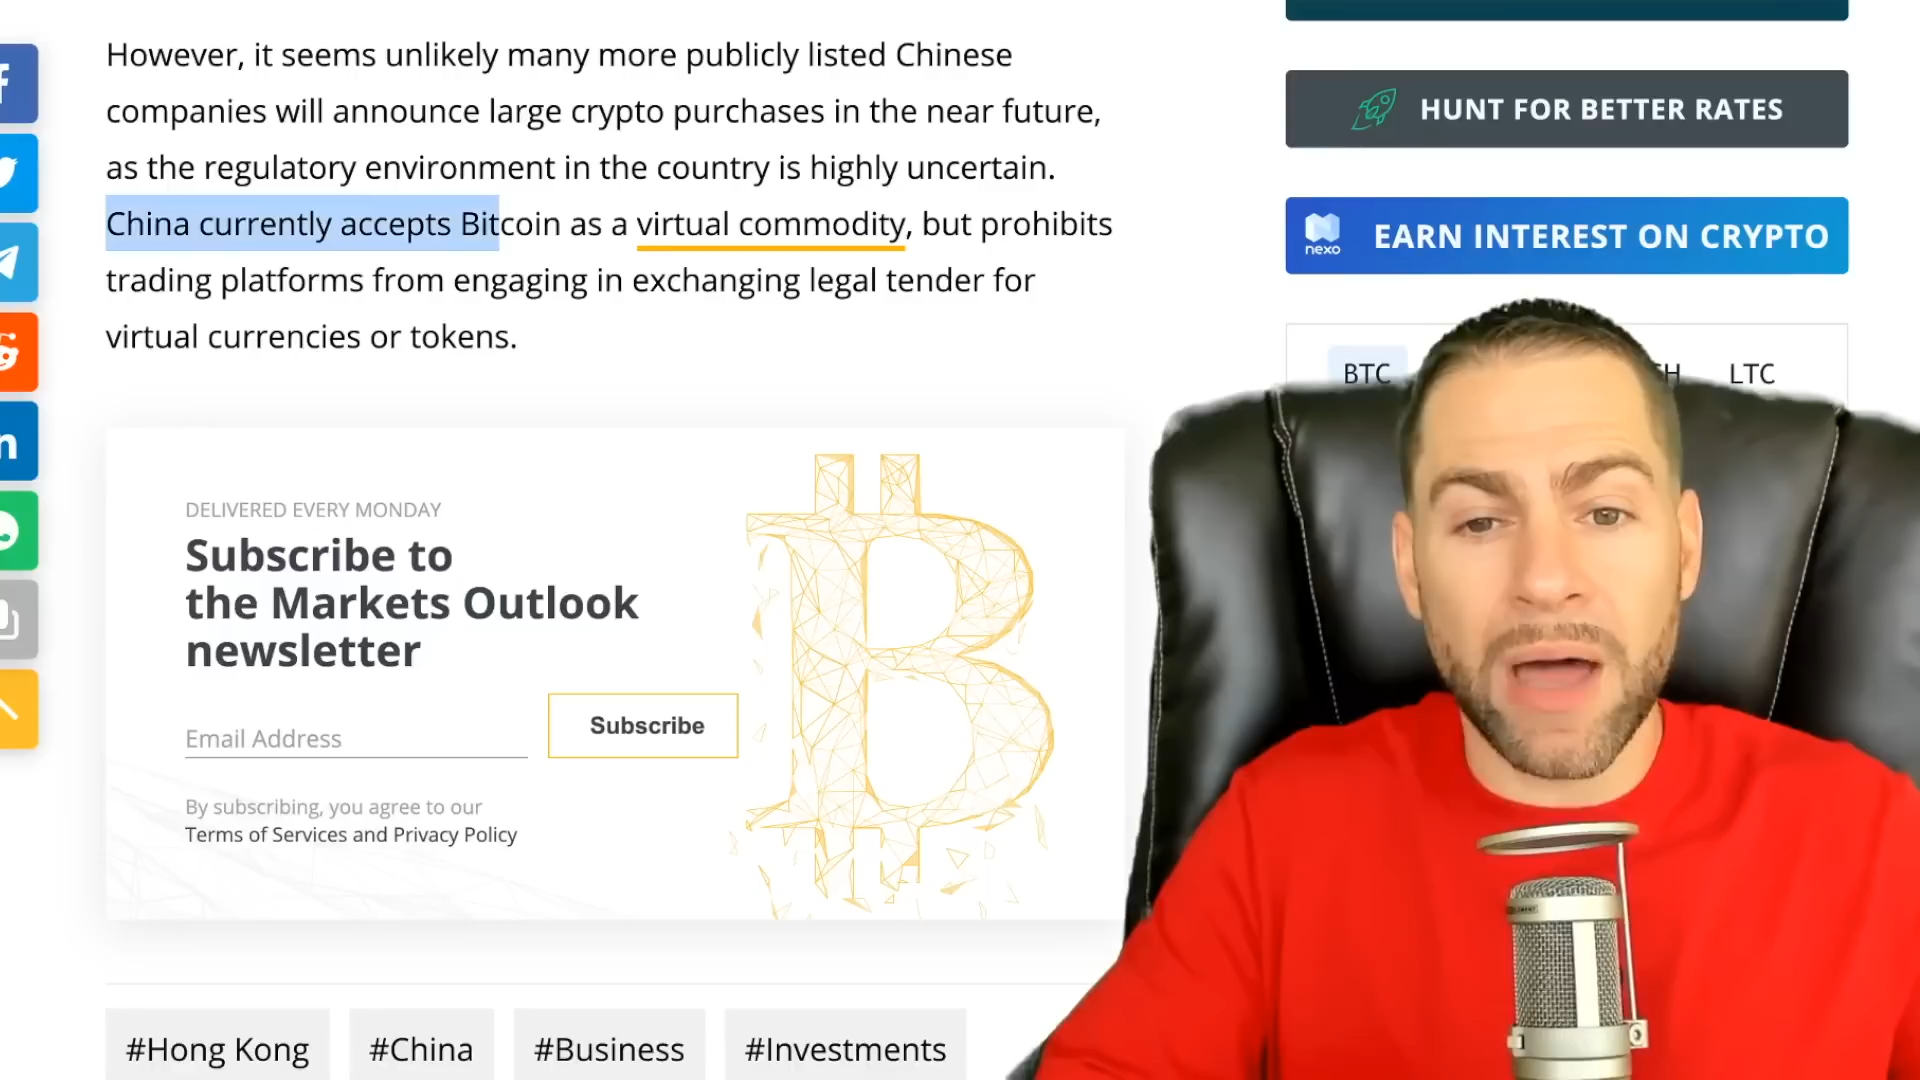 However, it seems unlikely many more publicly listed Chinese
companies will announce large crypto purchases in the near future,
as the regulatory environment in the country is highly uncertain.
China currently accepts Bitcoin as a virtual commodity, but prohibits
trading platforms from engaging in exchanging legal tender for
virtual currencies or tokens.
DELIVERED EVERY MONDAY
Subscribe to
the Markets Outlook
newsletter
Email Address
Subscribe
By subscribing, you agree to our
Terms of Services and Privacy Policy
#Hong Kong
#China
#Business
#Investments
HUNT FOR BETTER RATES
nexo
EARN INTEREST ON CRYPTO
BTC
LTC